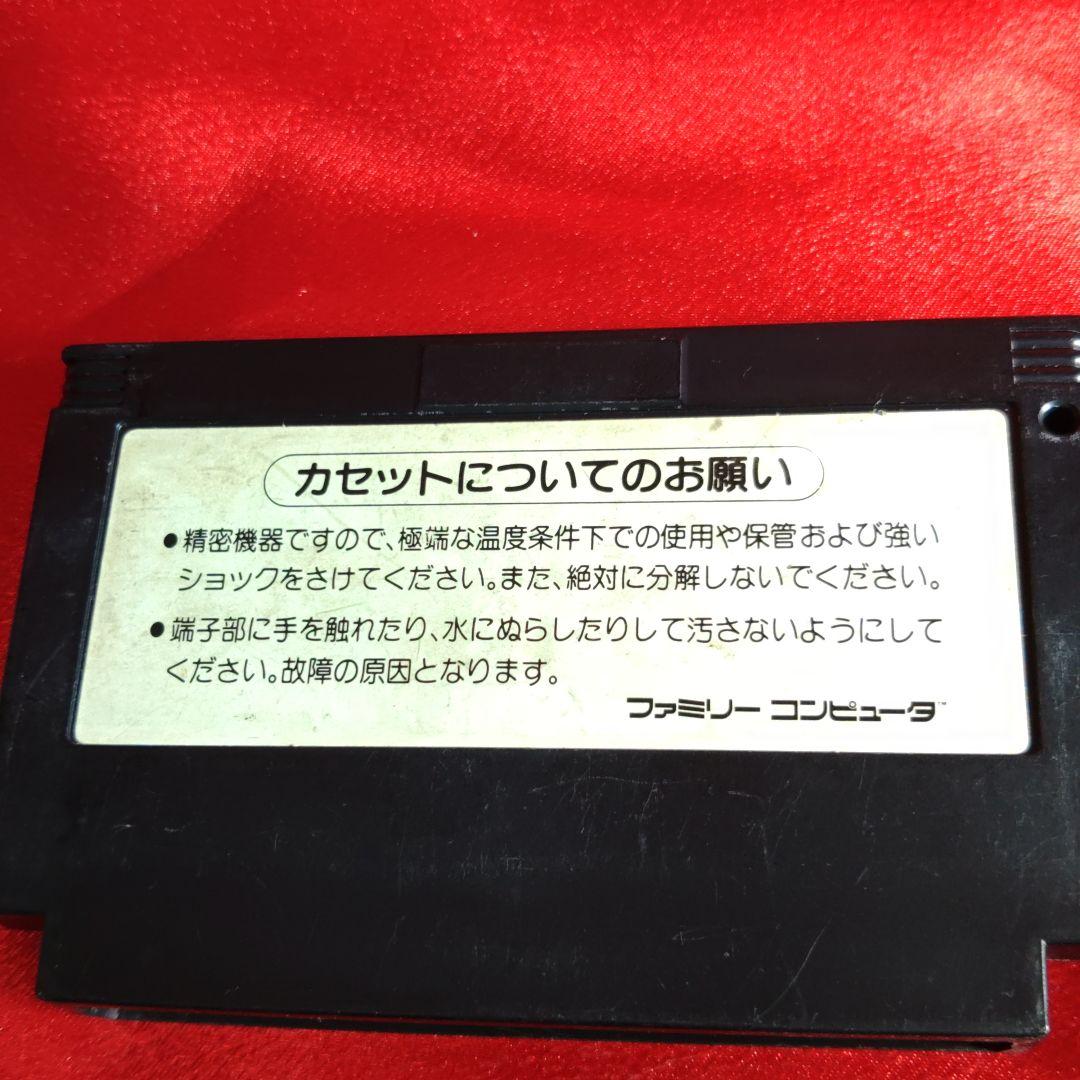 カセットについてのお願い
●精密機器ですので、極端な温度条件下での使用や保管および強い
ショックをさけてください。また、絶対に分解しないでください。
●端子部に手を触れたり、水にぬらしたりして汚さないようにして
ください。故障の原因となります。
ファミリー コンピュータ™